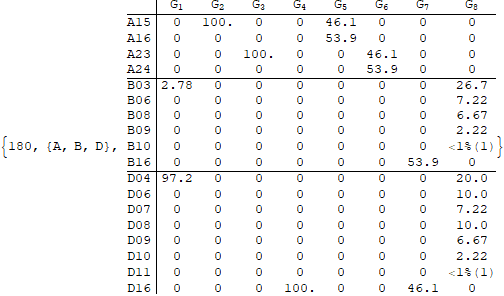 G₁ G₂ G₃ G₄ G₅ G₆ G₇ G₈
A15 0 100. 0 0 46.1 0 0 0
A16 0 0 0 0 53.9 0 0 0
A23 0 0 100. 0 0 46.1 0 0
A24 0 0 0 0 0 53.9 0 0
B03 2.78 0 0 0 0 0 0 26.7
B06 0 0 0 0 0 0 0 7.22
B08 0 0 0 0 0 0 0 6.67
B09 0 0 0 0 0 0 0 2.22
{180, {A, B, D}, B10 0 0 0 0 0 0 0 <1%(1)}
B16 0 0 0 0 0 0 53.9 0
D04 97.2 0 0 0 0 0 0 20.0
D06 0 0 0 0 0 0 0 10.0
D07 0 0 0 0 0 0 0 7.22
D08 0 0 0 0 0 0 0 10.0
D09 0 0 0 0 0 0 0 6.67
D10 0 0 0 0 0 0 0 2.22
D11 0 0 0 0 0 0 0 <1%(1)
D16 0 0 0 100. 0 0 46.1 0